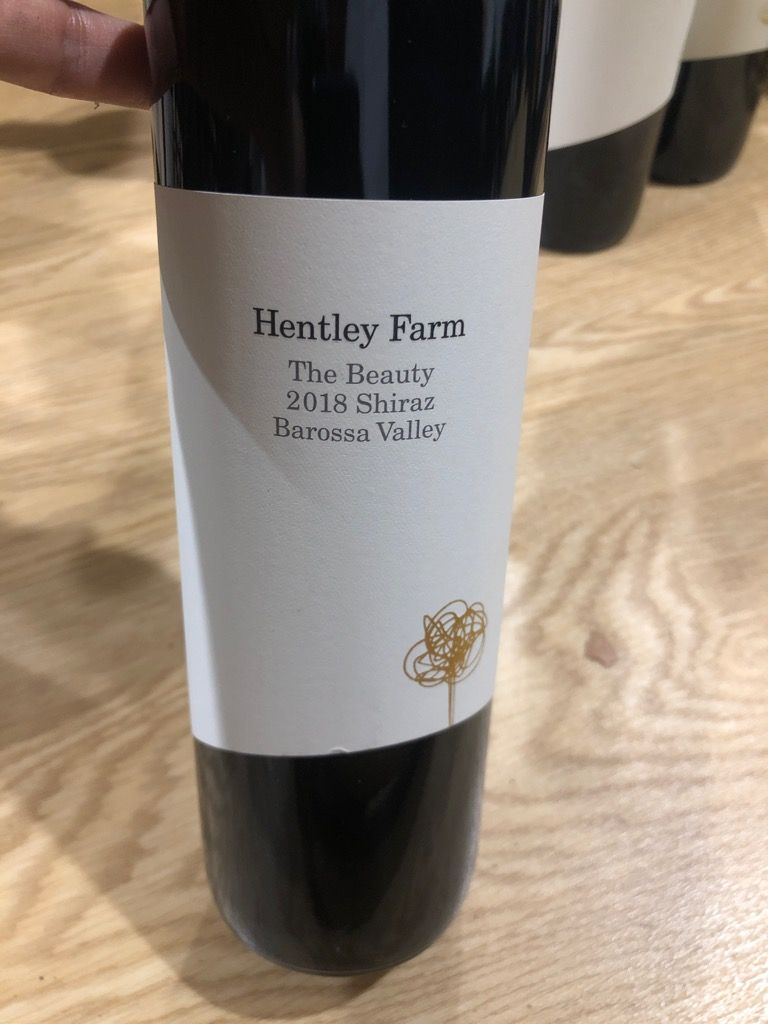 Hentley Farm
The Beauty
2018 Shiraz
Barossa Valley